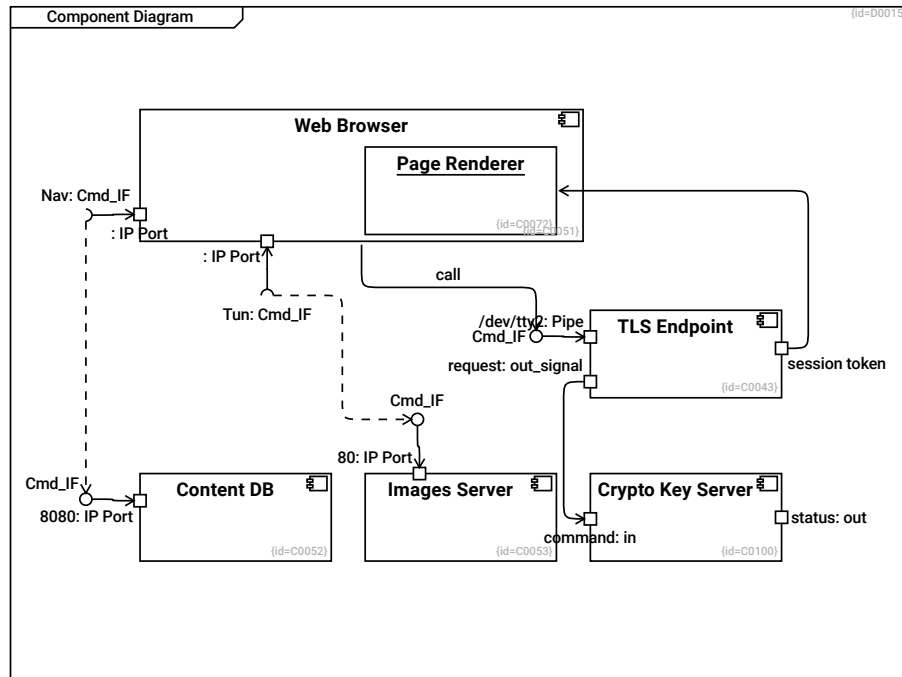 Component Diagram
{id=D0015
Web Browser
Page Renderer
{id=C0072}
{id=C0051}
Nav: Cmd_IF
: IP Port
: IP Port
Tun: Cmd_IF
call
/dev/tty2: Pipe
Cmd_IF
TLS Endpoint
{id=C0043}
request: out_signal
session token
Cmd_IF
80: IP Port
Cmd_IF
8080: IP Port
Content DB
{id=C0052}
Images Server
{id=C0053}
Crypto Key Server
{id=C0100}
command: in
status: out